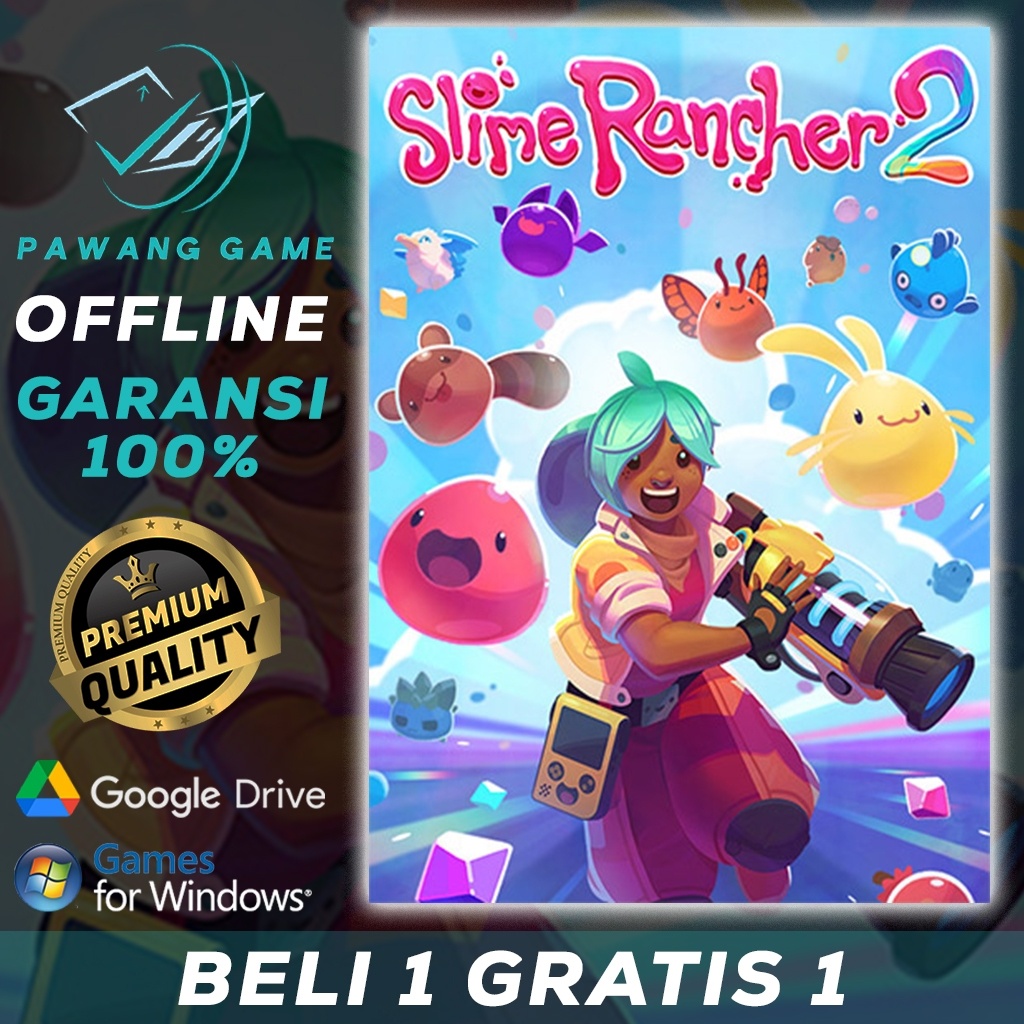 PAWANG GAME
OFFLINE
GARANSI
100%
PREMIUM QUALITY
PREMIUM
QUALITY
Google Drive
Games
for Windows®
Slime Rancher 2
BELI 1 GRATIS 1